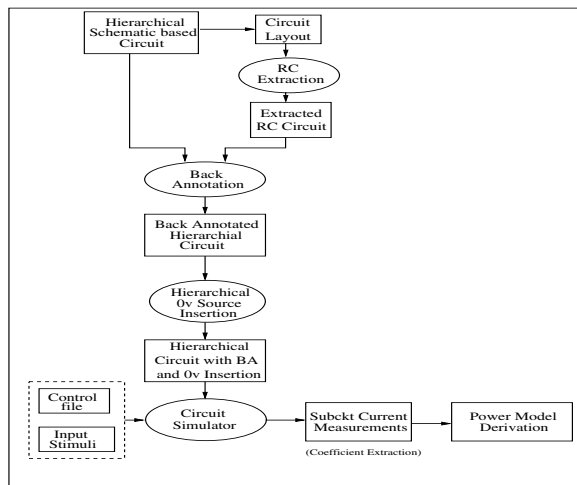 Hierarchical
Schematic based
Circuit
Circuit
Layout
RC
Extraction
Extracted
RC Circuit
Back
Annotation
Back Annotated
Hierarchial
Circuit
Hierarchical
0v Source
Insertion
Hierarchical
Circuit with BA
and 0v Insertion
Control
file
Input
Stimuli
Circuit
Simulator
Subckt Current
Measurements
(Coefficient Extraction)
Power Model
Derivation